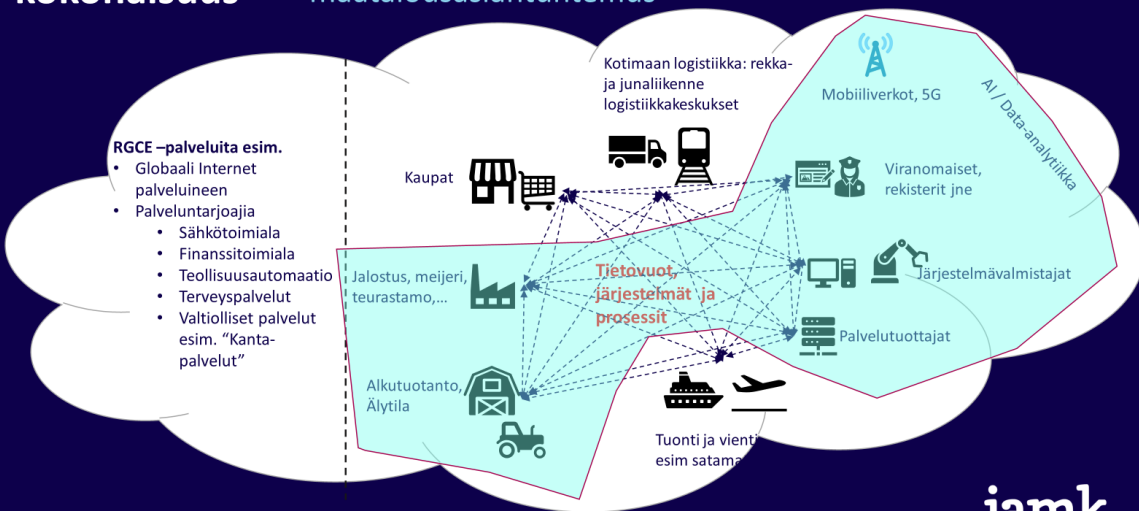 kokonaisuus
maatalousasiantuntemus
Kotimaan logistiikka: rekka-
ja junaliikenne
logistiikkakeskukset
Mobiiliverkot, 5G
AI / Data-analytiikka
RGCE –palveluita esim.
• Globaali Internet
palveluineen
• Palveluntarjoajia
• Sähkötoimiala
• Finanssitoimiala
• Teollisuusautomaatio
• Terveyspalvelut
• Valtiolliset palvelut
esim. “Kanta-
palvelut”
Kaupat
Viranomaiset,
rekisterit jne
Jalostus, meijeri,
teurastamo,...
Tietovuot,
järjestelmät ja
prosessit
Järjestelmävalmistajat
Palvelutuottajat
Alkutuotanto,
Älytila
Tuonti ja vienti
esim satama
jamk